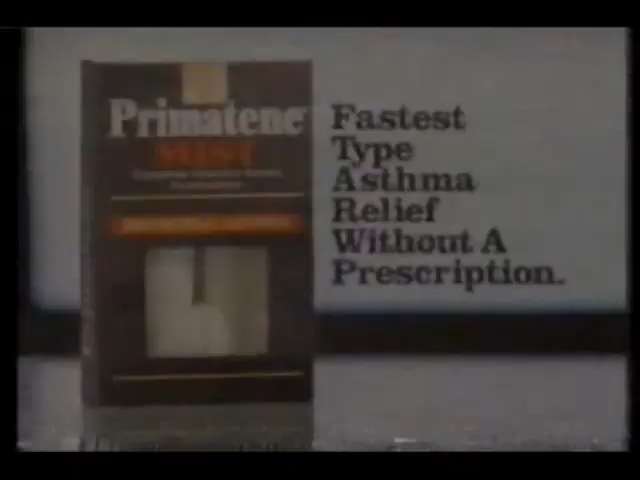 Primatene
MIST
Fastest
Type
Asthma
Relief
Without A
Prescription.